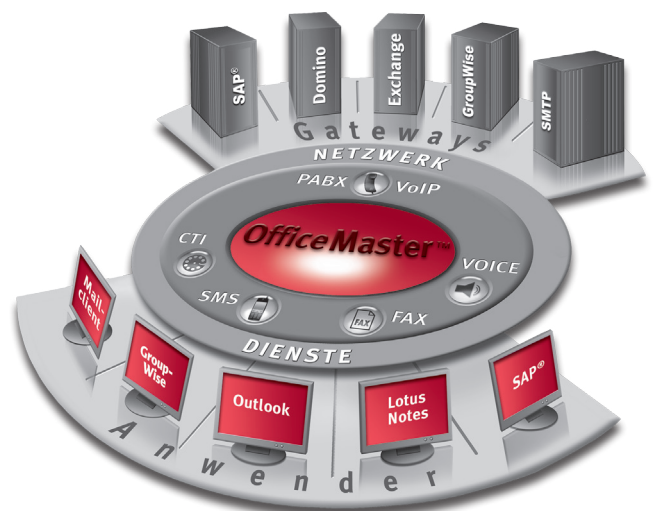 SAP®
Domino
Exchange
GroupWise
SMTP
Gateways
NETZWERK
PABX
VoIP
OfficeMaster™
CTI
VOICE
SMS
FAX
FAX
DIENSTE
Mail-
client
Group-
Wise
Outlook
Lotus
Notes
SAP®
Anwender